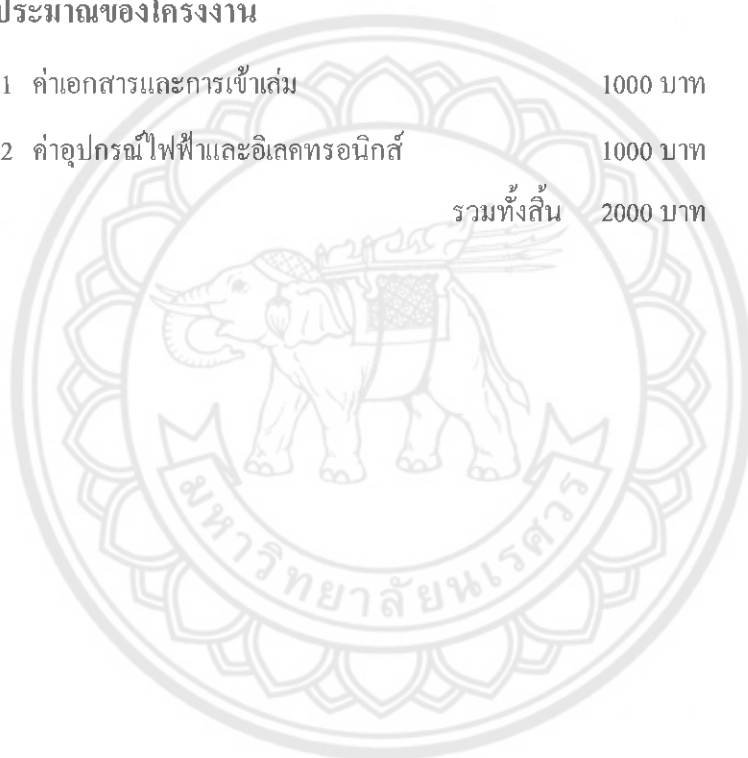 ประมาณของโครงงาน
1 ค่าเอกสารและการเข้าเล่ม 1000 บาท
2 ค่าอุปกรณ์ไฟฟ้าและอิเลคทรอนิกส์ 1000 บาท
รวมทั้งสิ้น 2000 บาท
มหาวิทยาลัยนเรศวร